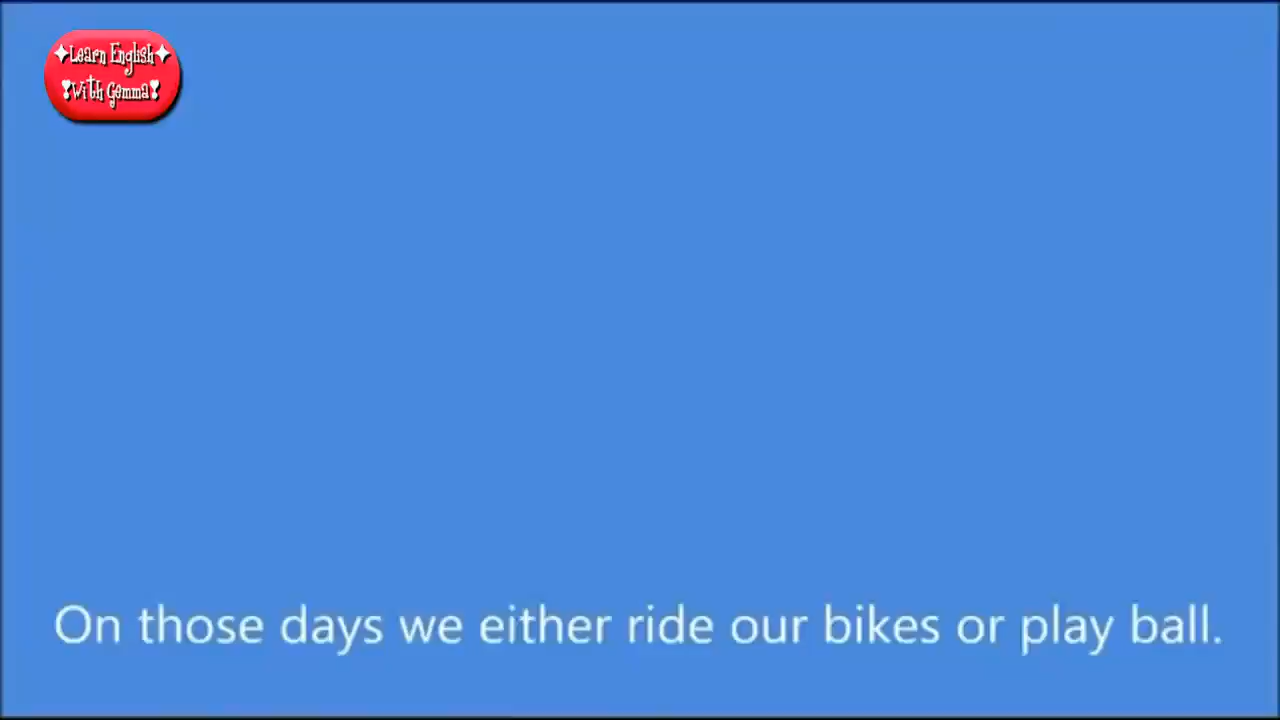 ✦Learn English✦
❣With Gemma❣
On those days we either ride our bikes or play ball.